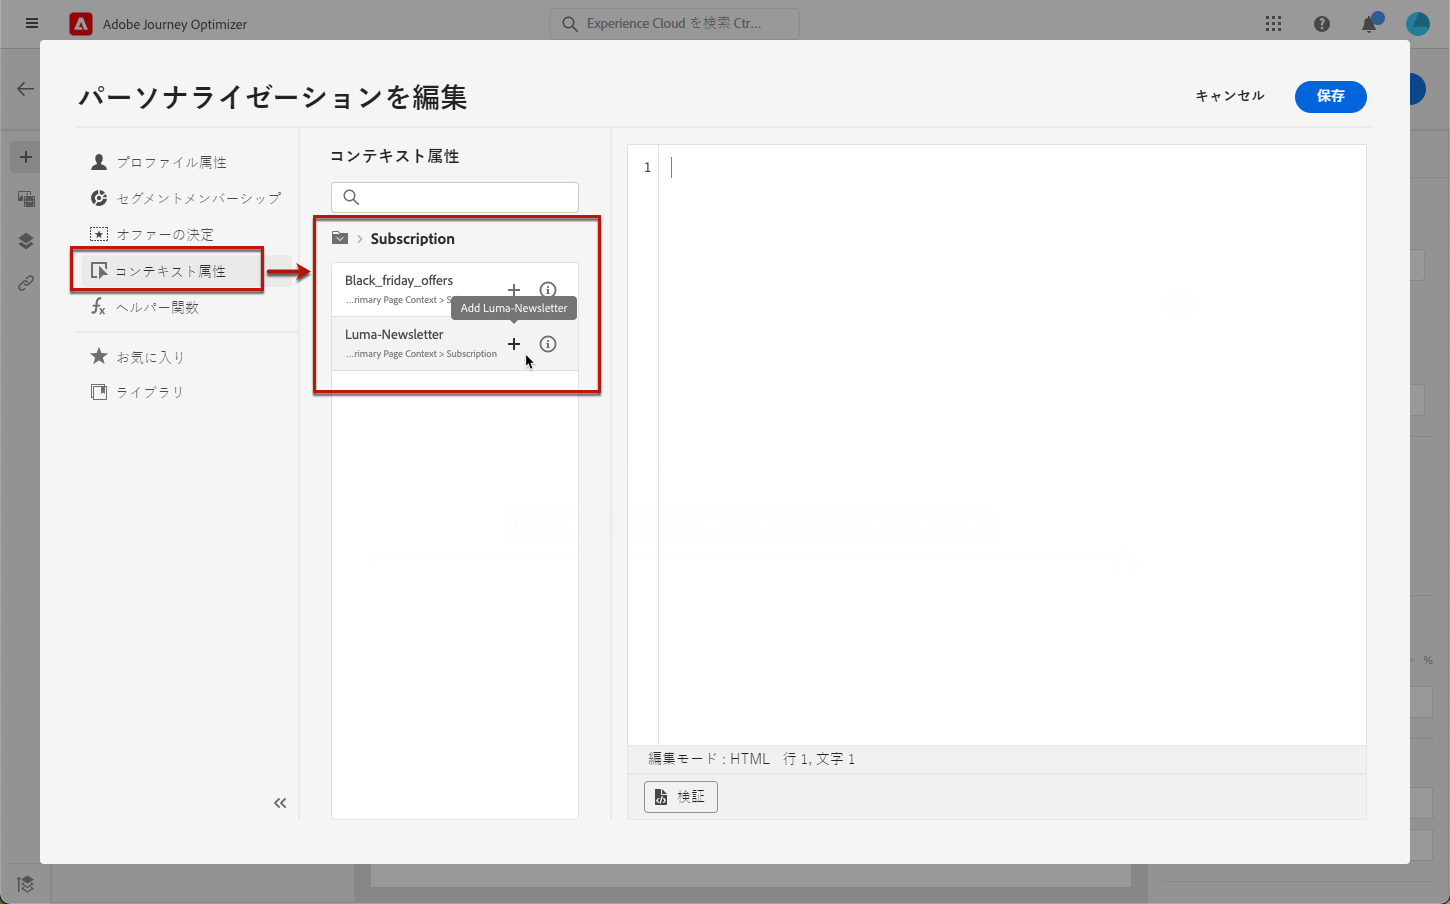 Adobe Journey Optimizer
Experience Cloud を検索 Ctr...
パーソナライゼーションを編集
キャンセル
保存
プロファイル属性
セグメントメンバーシップ
オファーの決定
コンテキスト属性
ヘルパー関数
お気に入り
ライブラリ
コンテキスト属性
Subscription
Black_friday_offers
...rimary Page Context > S
Add Luma-Newsletter
Luma-Newsletter
...rimary Page Context > Subscription
1
編集モード : HTML 行 1, 文字 1
検証
%